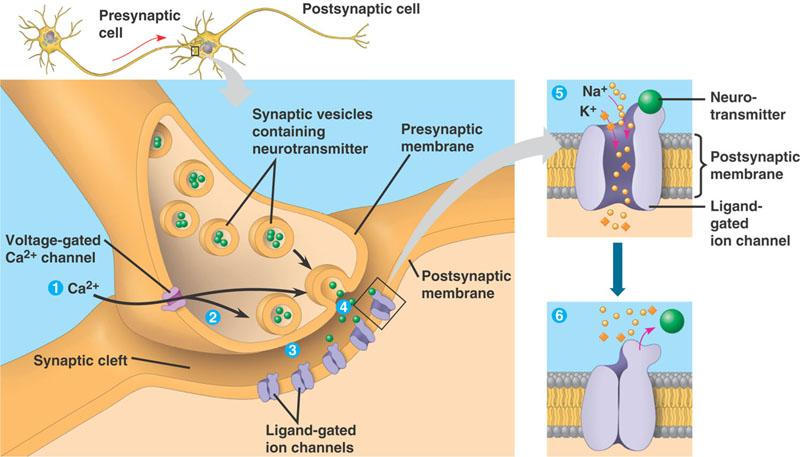 Presynaptic
cell
Postsynaptic cell
Synaptic vesicles
containing
neurotransmitter
Presynaptic
membrane
Voltage-gated
Ca²⁺ channel
1 Ca²⁺
2
3
4
Postsynaptic
membrane
Synaptic cleft
Ligand-gated
ion channels
5
Na⁺
K⁺
Neuro-
transmitter
Postsynaptic
membrane
Ligand-
gated
ion channel
6